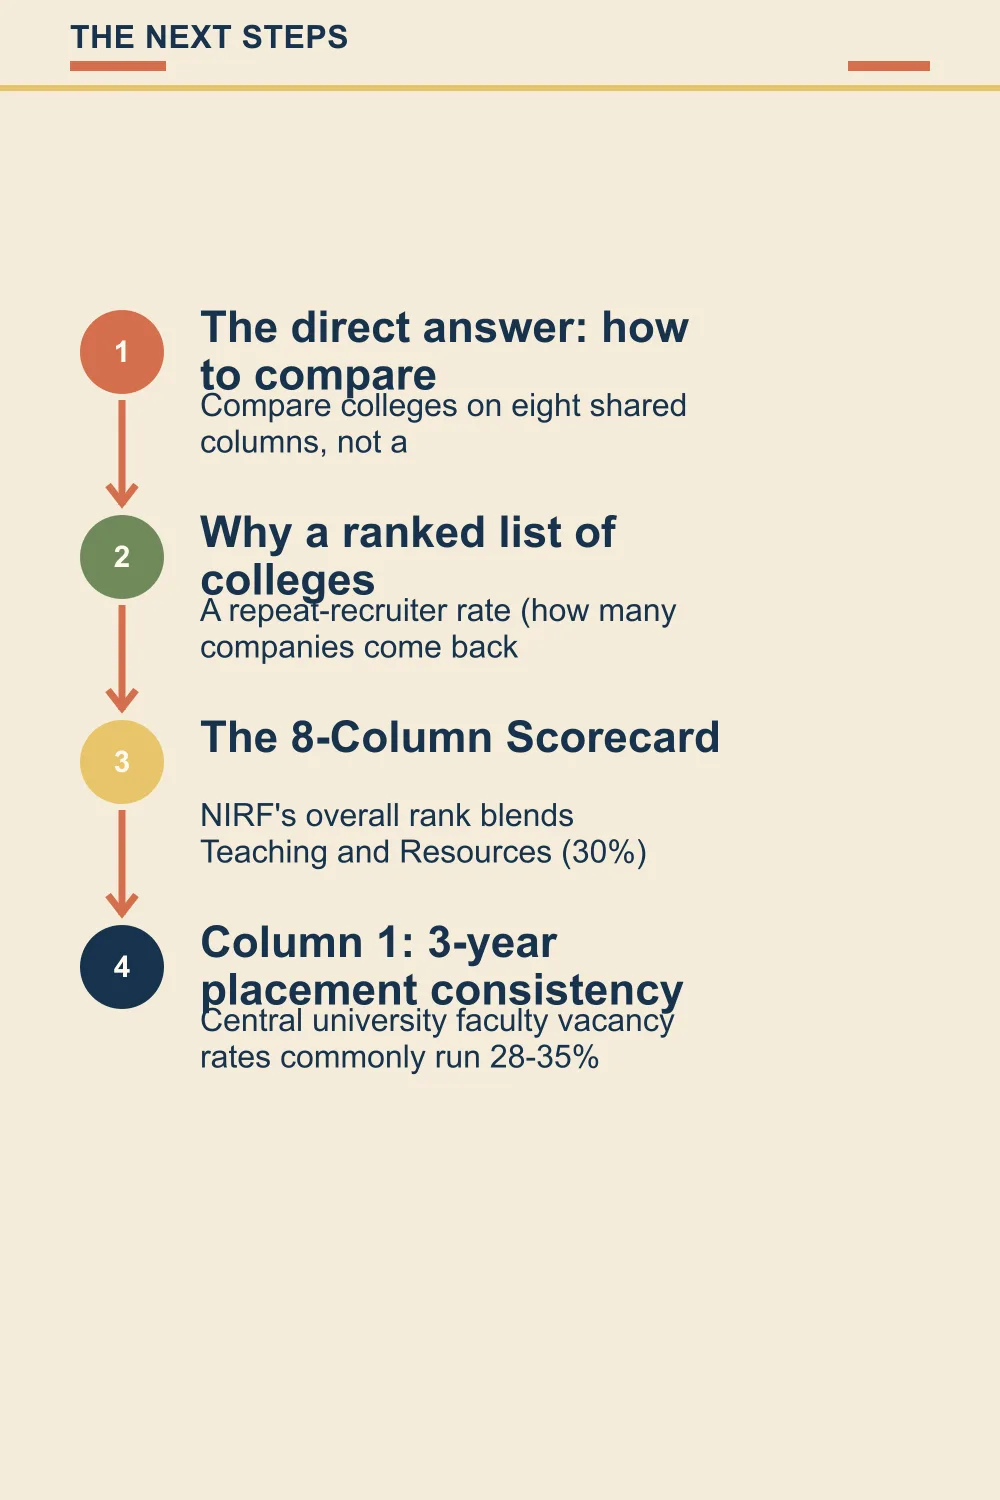 THE NEXT STEPS
1
The direct answer: how
to compare
Compare colleges on eight shared
columns, not a
2
Why a ranked list of
colleges
A repeat-recruiter rate (how many
companies come back
3
The 8-Column Scorecard
NIRF's overall rank blends
Teaching and Resources (30%)
4
Column 1: 3-year
placement consistency
Central university faculty vacancy
rates commonly run 28-35%